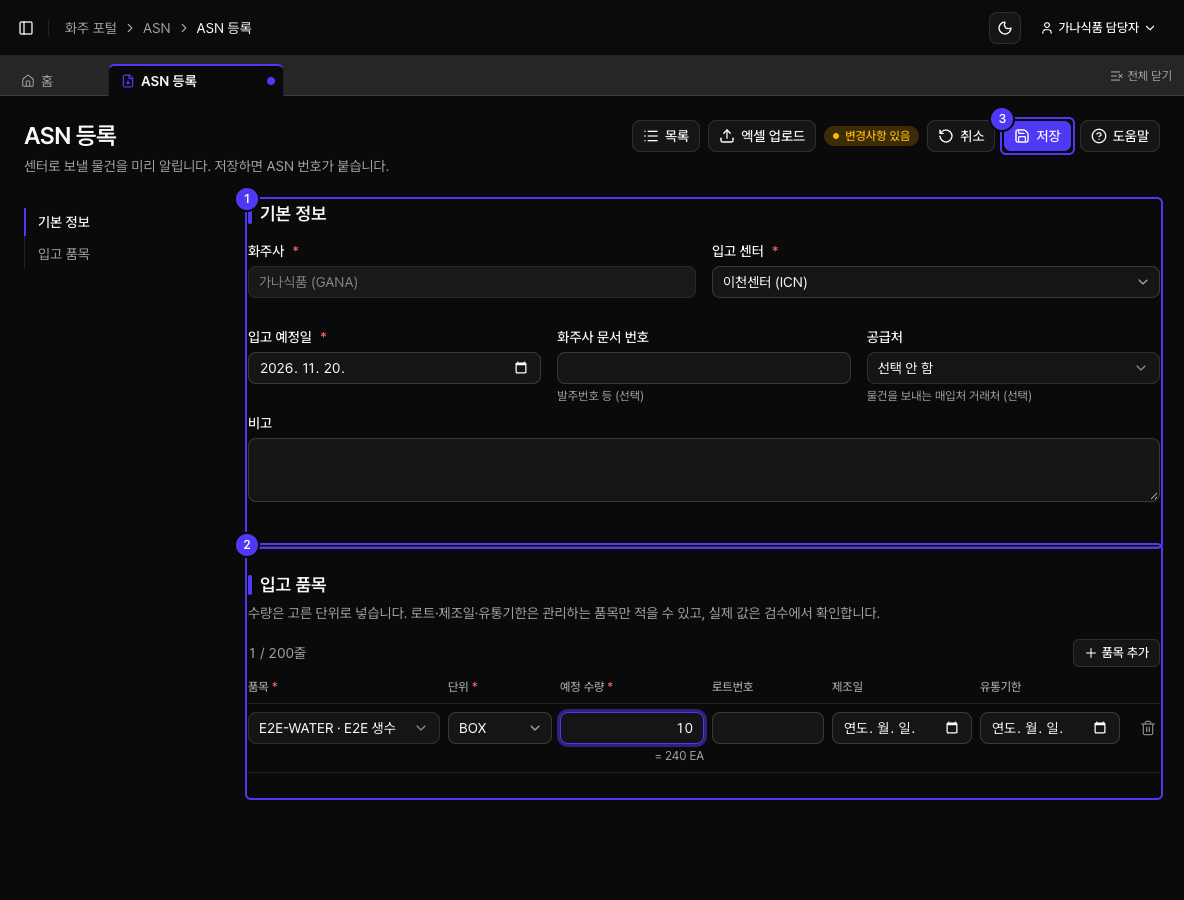 화주 포털 > ASN > ASN 등록
가나식품 담당자
홈
ASN 등록
전체 닫기
ASN 등록
센터로 보낼 물건을 미리 알립니다. 저장하면 ASN 번호가 붙습니다.
목록
엑셀 업로드
변경사항 있음
취소
3
저장
도움말
기본 정보
입고 품목
1
기본 정보
화주사 *
입고 센터 *
가나식품 (GANA)
이천센터 (ICN)
입고 예정일 *
화주사 문서 번호
공급처
2026. 11. 20.
선택 안 함
발주번호 등 (선택)
물건을 보내는 매입처 거래처 (선택)
비고
2
입고 품목
수량은 고른 단위로 넣습니다. 로트·제조일·유통기한은 관리하는 품목만 적을 수 있고, 실제 값은 검수에서 확인합니다.
1 / 200줄
품목 추가
품목 * 단위 * 예정 수량 * 로트번호 제조일 유통기한
E2E-WATER · E2E 생수 BOX 10 연도. 월. 일. 연도. 월. 일.
= 240 EA